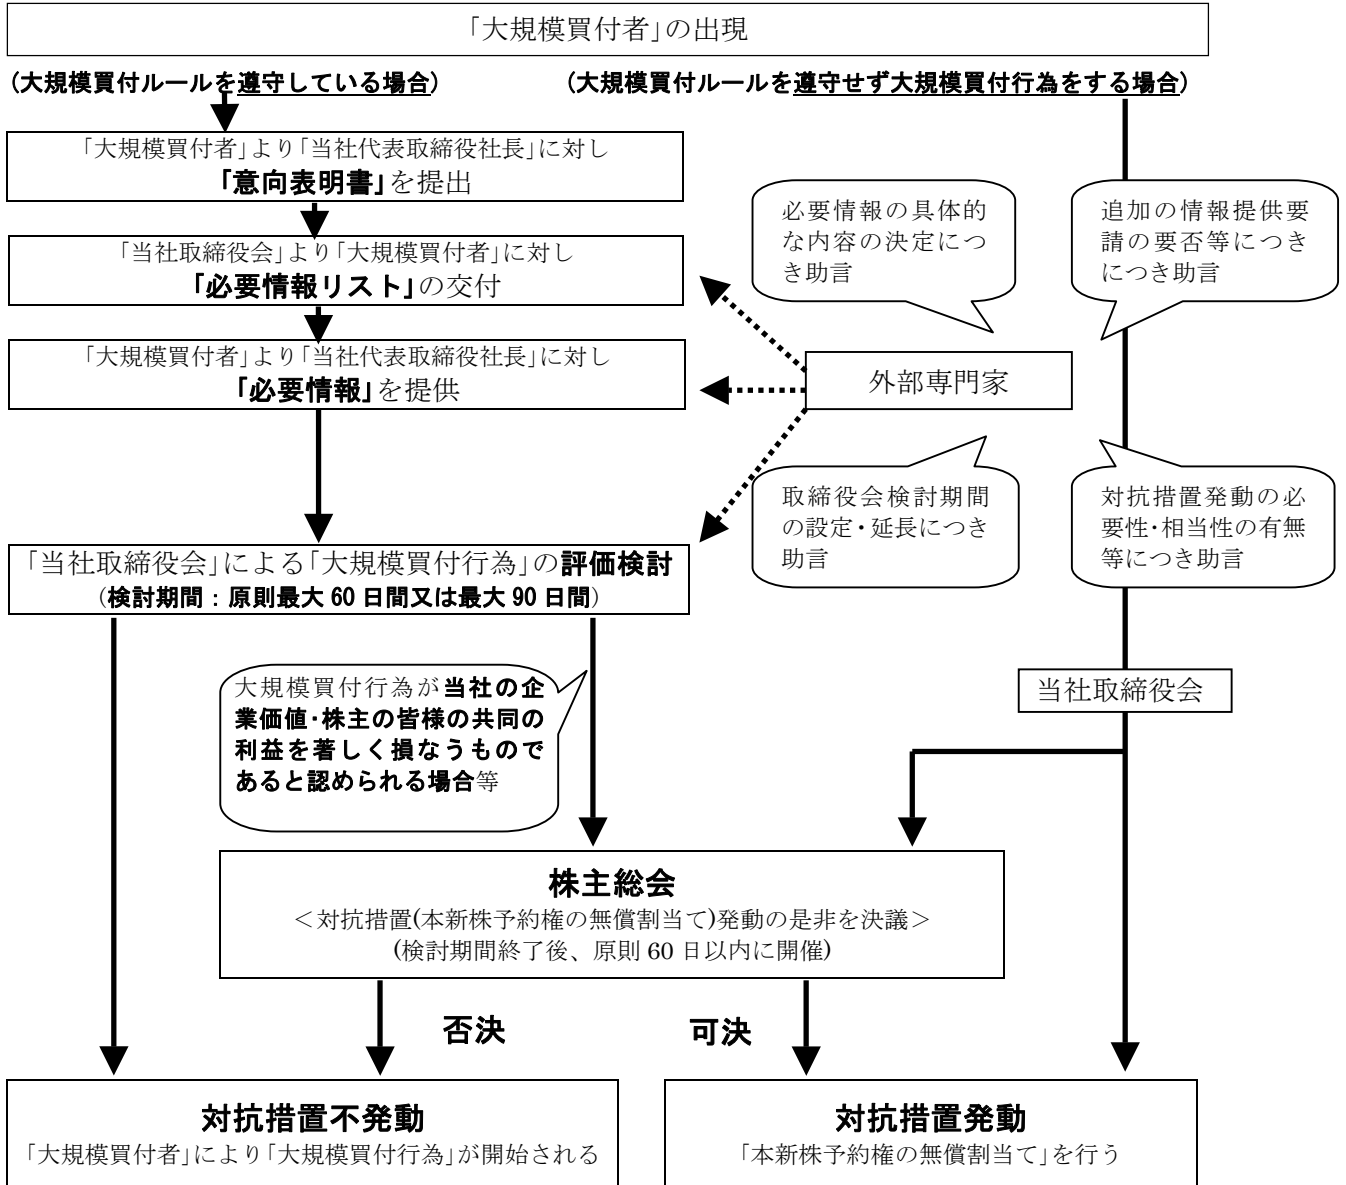 「大規模買付者」の出現
(大規模買付ルールを遵守している場合)
(大規模買付ルールを遵守せず大規模買付行為をする場合)
「大規模買付者」より「当社代表取締役社長」に対し
「意向表明書」を提出
「当社取締役会」より「大規模買付者」に対し
「必要情報リスト」の交付
「大規模買付者」より「当社代表取締役社長」に対し
「必要情報」を提供
必要情報の具体的
な内容の決定につ
き助言
追加の情報提供要
請の要否等につき
につき助言
外部専門家
取締役会検討期間
の設定・延長につき
助言
対抗措置発動の必
要性・相当性の有無
等につき助言
「当社取締役会」による「大規模買付行為」の評価検討
(検討期間：原則最大 60 日間又は最大 90 日間)
大規模買付行為が当社の企
業価値・株主の皆様の共同の
利益を著しく損なうもので
あると認められる場合等
当社取締役会
株主総会
＜対抗措置(本新株予約権の無償割当て)発動の是非を決議＞
(検討期間終了後、原則 60 日以内に開催)
否決
可決
対抗措置不発動
「大規模買付者」により「大規模買付行為」が開始される
対抗措置発動
「本新株予約権の無償割当て」を行う